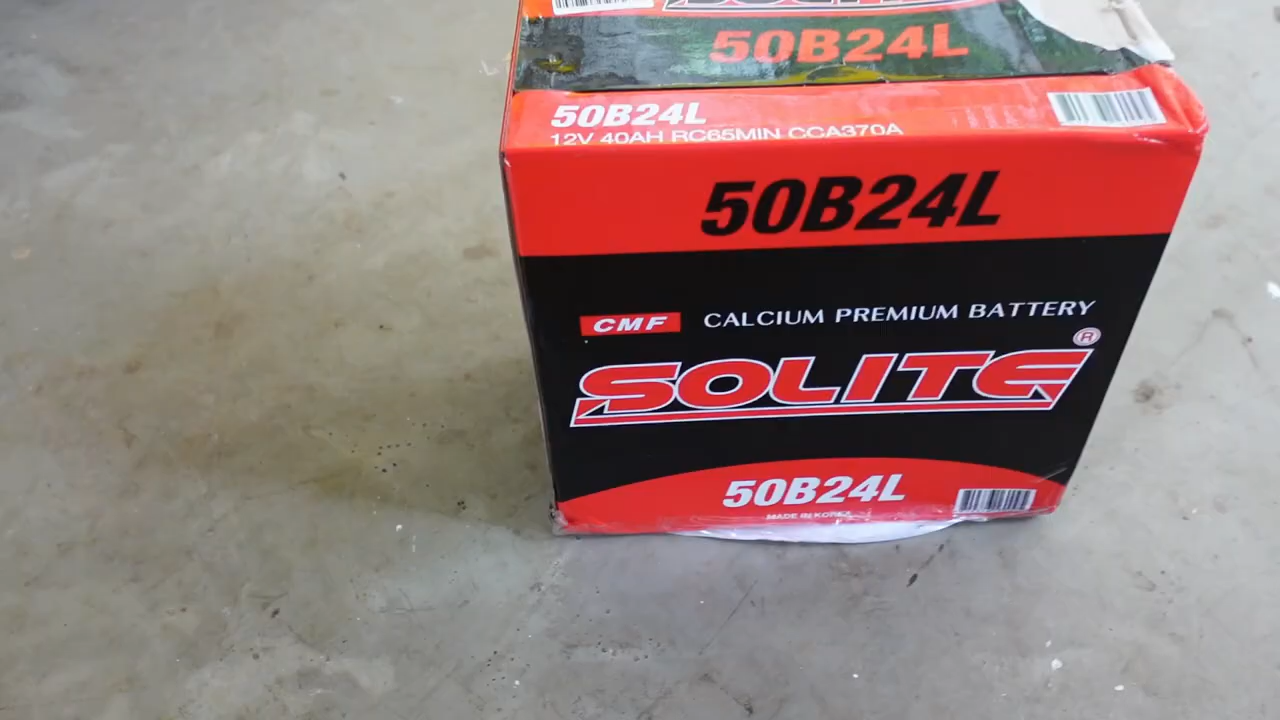 50B24L
50B24L
12V 40AH RC65MIN CCA370A
50B24L
CMF CALCIUM PREMIUM BATTERY
SOLITE ®
50B24L
MADE IN KOREA